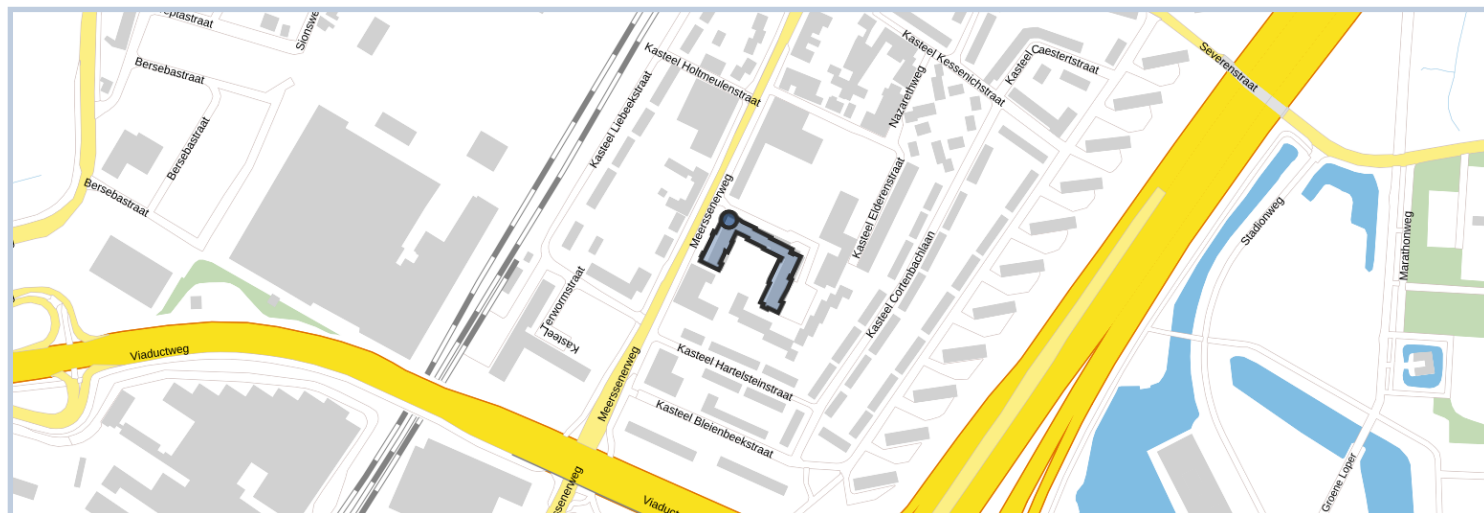 Sionsweg
Bersebastraat
Bersebastraat
Bersebastraat
Viaductweg
Kasteel Liebeekstraat
Kasteel Holtmeulenstraat
Meerssenerweg
Kasteel Kessenichstraat
Kasteel Caestertstraat
Nazarethweg
Severenstraat
Kasteel Elderenstraat
Kasteel Cortenbachlaan
Stadionweg
Marathonweg
Kasteel Terwormstraat
Kasteel Hartelsteinstraat
Meerssenerweg
Kasteel Bleienbeekstraat
Groene Loper